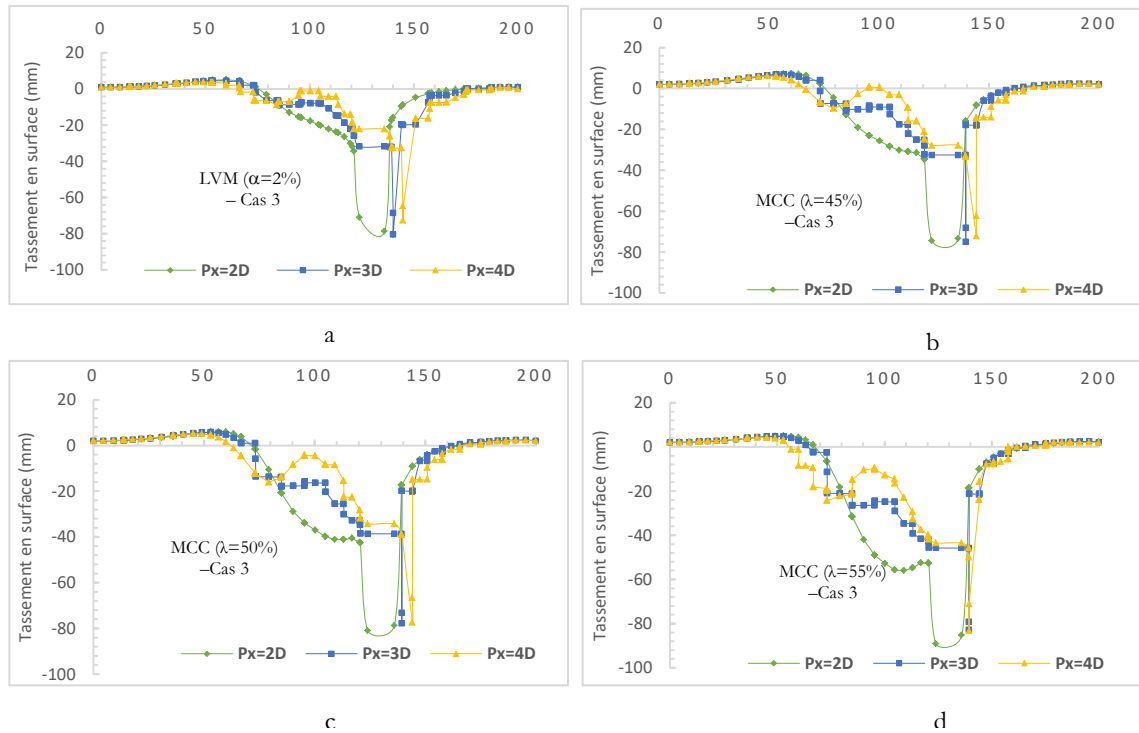 0 50 100 150 200
20
0
-20
-40
-60
-80
-100
Tassement en surface (mm)
LVM (α=2%)
– Cas 3
Px=2D Px=3D Px=4D
a
0 50 100 150 200
20
0
-20
-40
-60
-80
-100
Tassement en surface (mm)
MCC (λ=45%)
–Cas 3
Px=2D Px=3D Px=4D
b
0 50 100 150 200
20
0
-20
-40
-60
-80
-100
Tassement en surface (mm)
MCC (λ=50%)
–Cas 3
Px=2D Px=3D Px=4D
c
0 50 100 150 200
20
0
-20
-40
-60
-80
-100
Tassement en surface (mm)
MCC (λ=55%)
–Cas 3
Px=2D Px=3D Px=4D
d